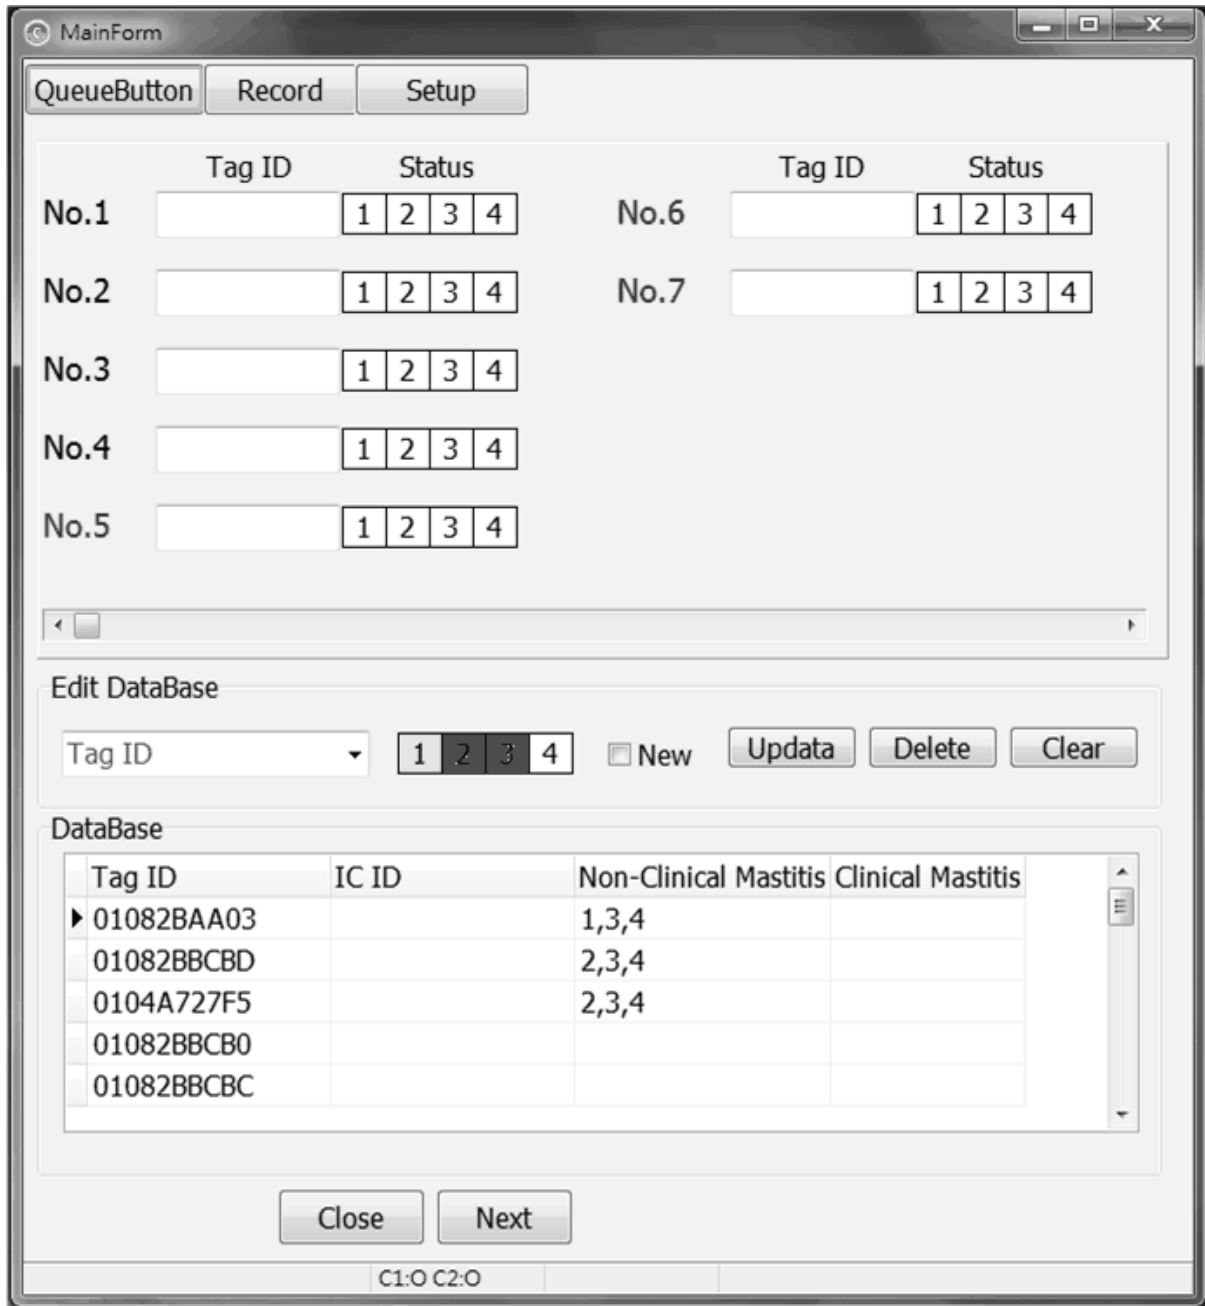 MainForm
QueueButton Record Setup
Tag ID Status Tag ID Status
No.1 1 2 3 4 No.6 1 2 3 4
No.2 1 2 3 4 No.7 1 2 3 4
No.3 1 2 3 4
No.4 1 2 3 4
No.5 1 2 3 4
Edit DataBase
Tag ID 1 2 3 4 New Updata Delete Clear
DataBase
Tag ID IC ID Non-Clinical Mastitis Clinical Mastitis
01082BAA03 1,3,4
01082BBCBD 2,3,4
0104A727F5 2,3,4
01082BBCB0
01082BBCBC
Close Next
C1:O C2:O